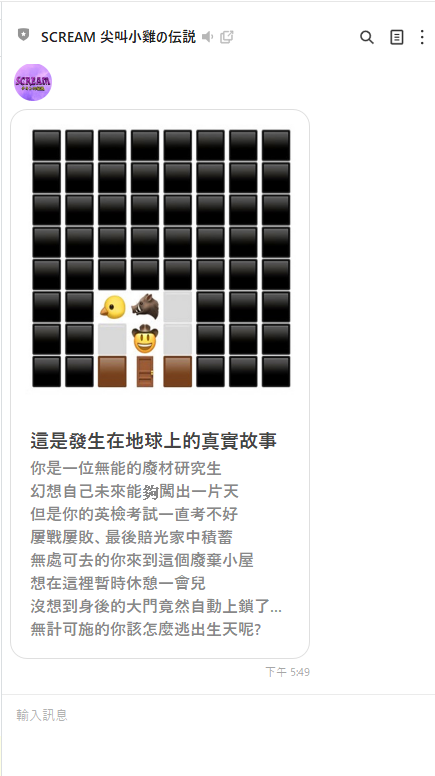 SCREAM 尖叫小雞の伝説
SCREAM
這是發生在地球上的真實故事
你是一位無能的廢材研究生
幻想自己未來能夠闖出一片天
但是你的英檢考試一直考不好
屢戰屢敗、最後賠光家中積蓄
無處可去的你來到這個廢棄小屋
想在這裡暫時休憩一會兒
沒想到身後的大門竟然自動上鎖了...
無計可施的你該怎麼逃出生天呢?
下午 5:49
輸入訊息